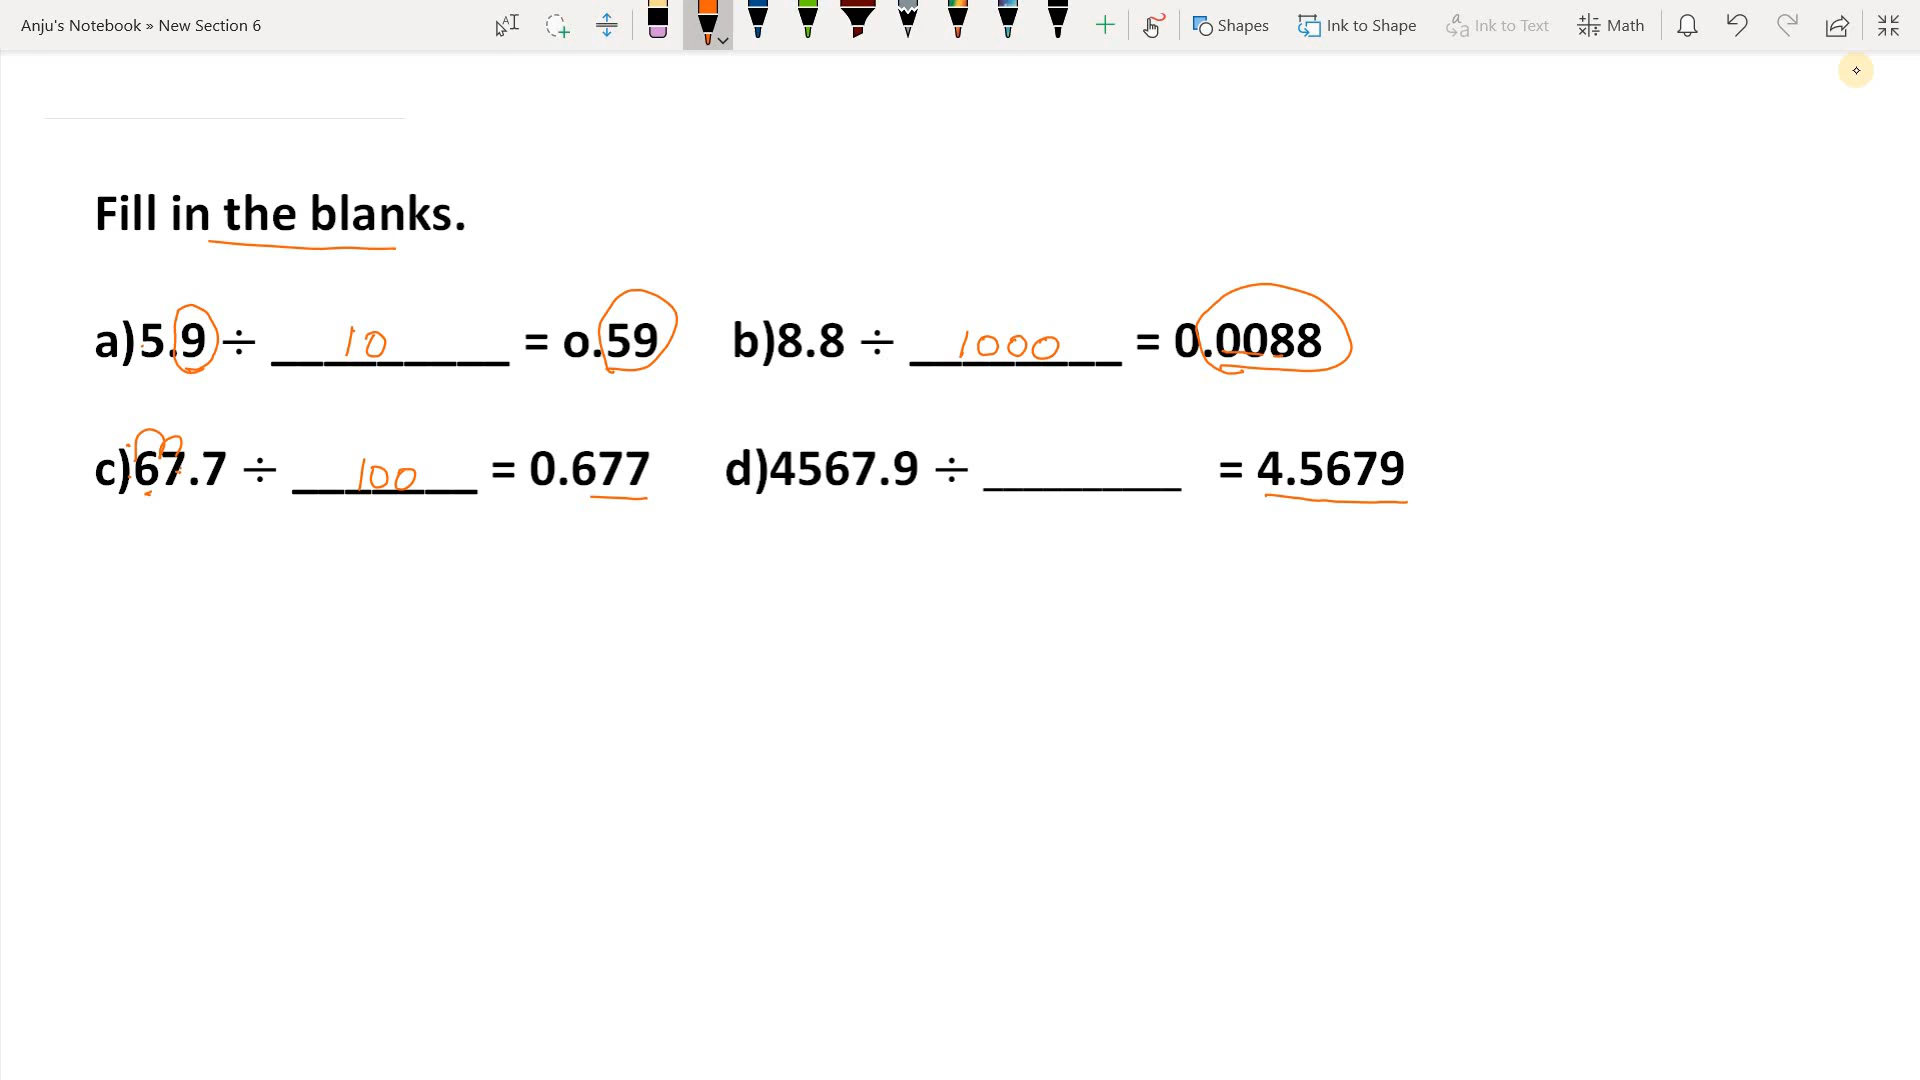 Anju's Notebook » New Section 6 Shapes Ink to Shape Ink to Text Math
Fill in the blanks.
a)5.9 ÷ ___10___ = o.59 b)8.8 ÷ ___1000___ = 0.0088
c)67.7 ÷ ___100___ = 0.677 d)4567.9 ÷ __________ = 4.5679